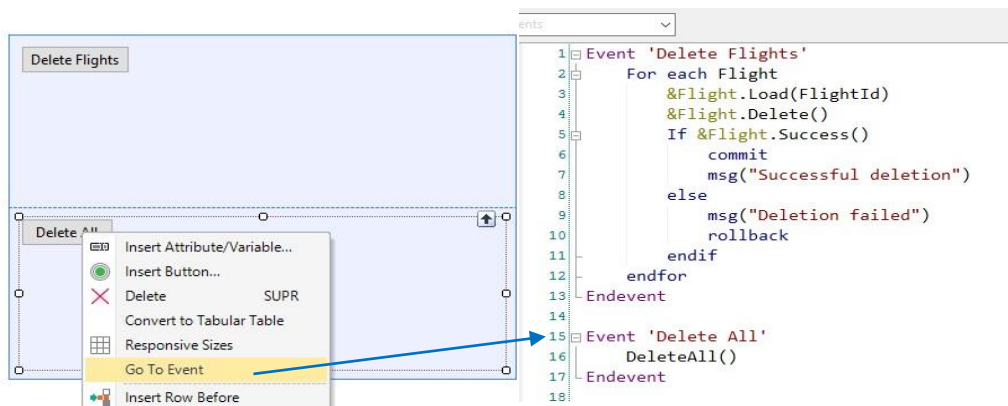 Delete Flights
Delete All
Insert Attribute/Variable...
Insert Button...
Delete SUPR
Convert to Tabular Table
Responsive Sizes
Go To Event
Insert Row Before
ents
1 Event 'Delete Flights'
2 For each Flight
3 &Flight.Load(FlightId)
4 &Flight.Delete()
5 If &Flight.Success()
6 commit
7 msg("Successful deletion")
8 else
9 msg("Deletion failed")
10 rollback
11 endif
12 endfor
13 Endevent
14
15 Event 'Delete All'
16 DeleteAll()
17 Endevent
18